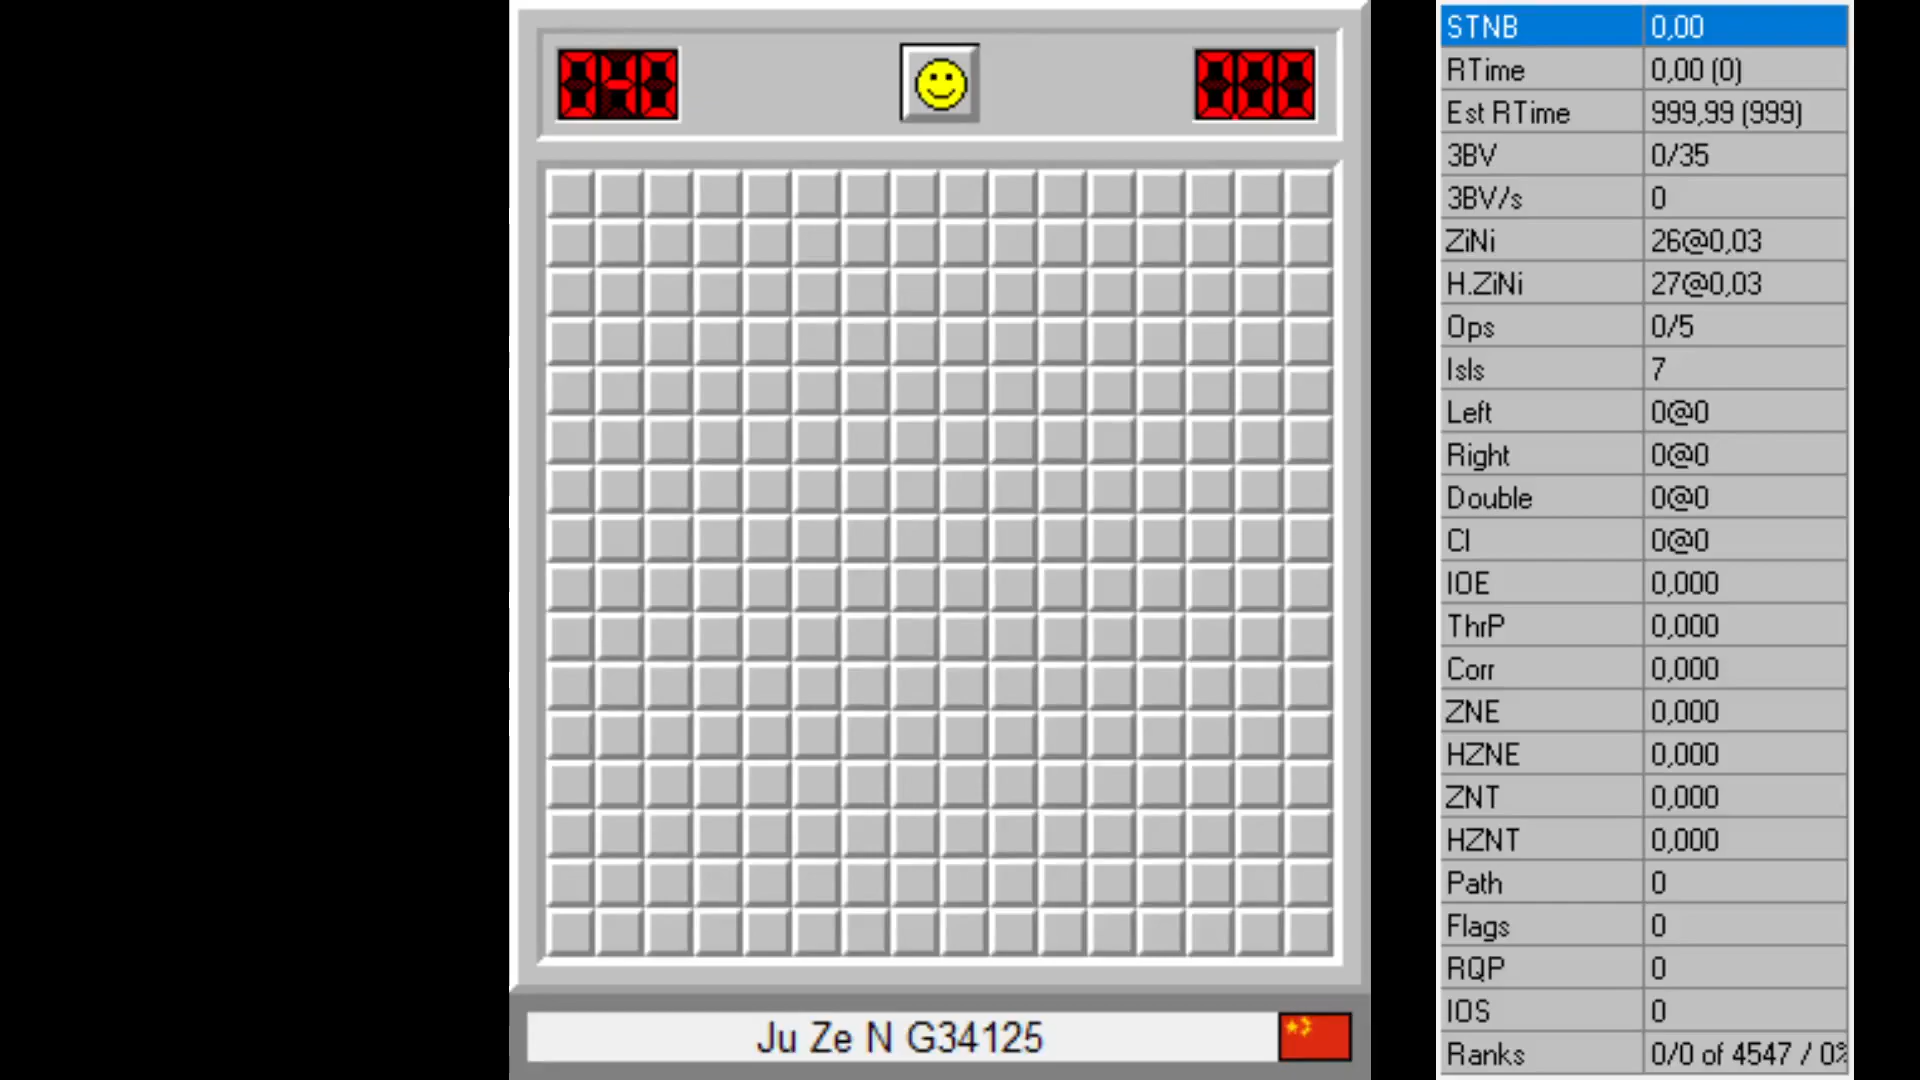 STNB 0,00
RTime 0,00 (0)
Est RTime 999,99 (999)
3BV 0/35
3BV/s 0
ZiNi 26@0,03
H.ZiNi 27@0,03
Ops 0/5
Isls 7
Left 0@0
Right 0@0
Double 0@0
Cl 0@0
IOE 0,000
ThrP 0,000
Corr 0,000
ZNE 0,000
HZNE 0,000
ZNT 0,000
HZNT 0,000
Path 0
Flags 0
RQP 0
IOS 0
Ranks 0/0 of 4547 / 0%
Ju Ze N G34125